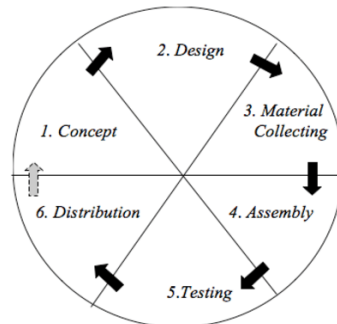 1. Concept
2. Design
3. Material
Collecting
4. Assembly
5.Testing
6. Distribution